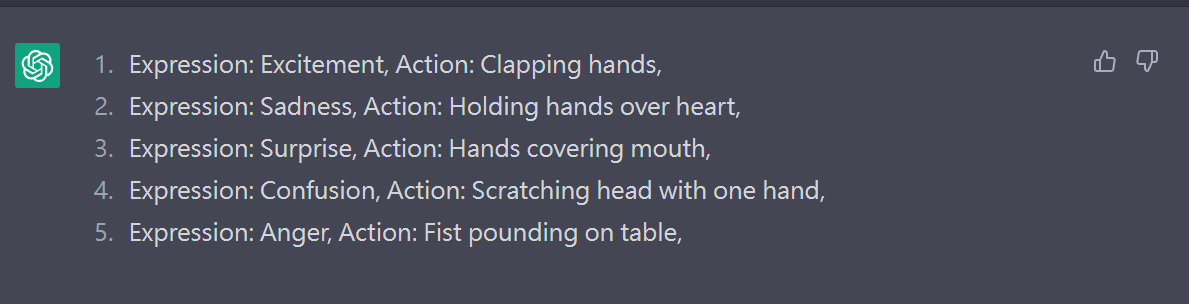 1. Expression: Excitement, Action: Clapping hands,
2. Expression: Sadness, Action: Holding hands over heart,
3. Expression: Surprise, Action: Hands covering mouth,
4. Expression: Confusion, Action: Scratching head with one hand,
5. Expression: Anger, Action: Fist pounding on table,